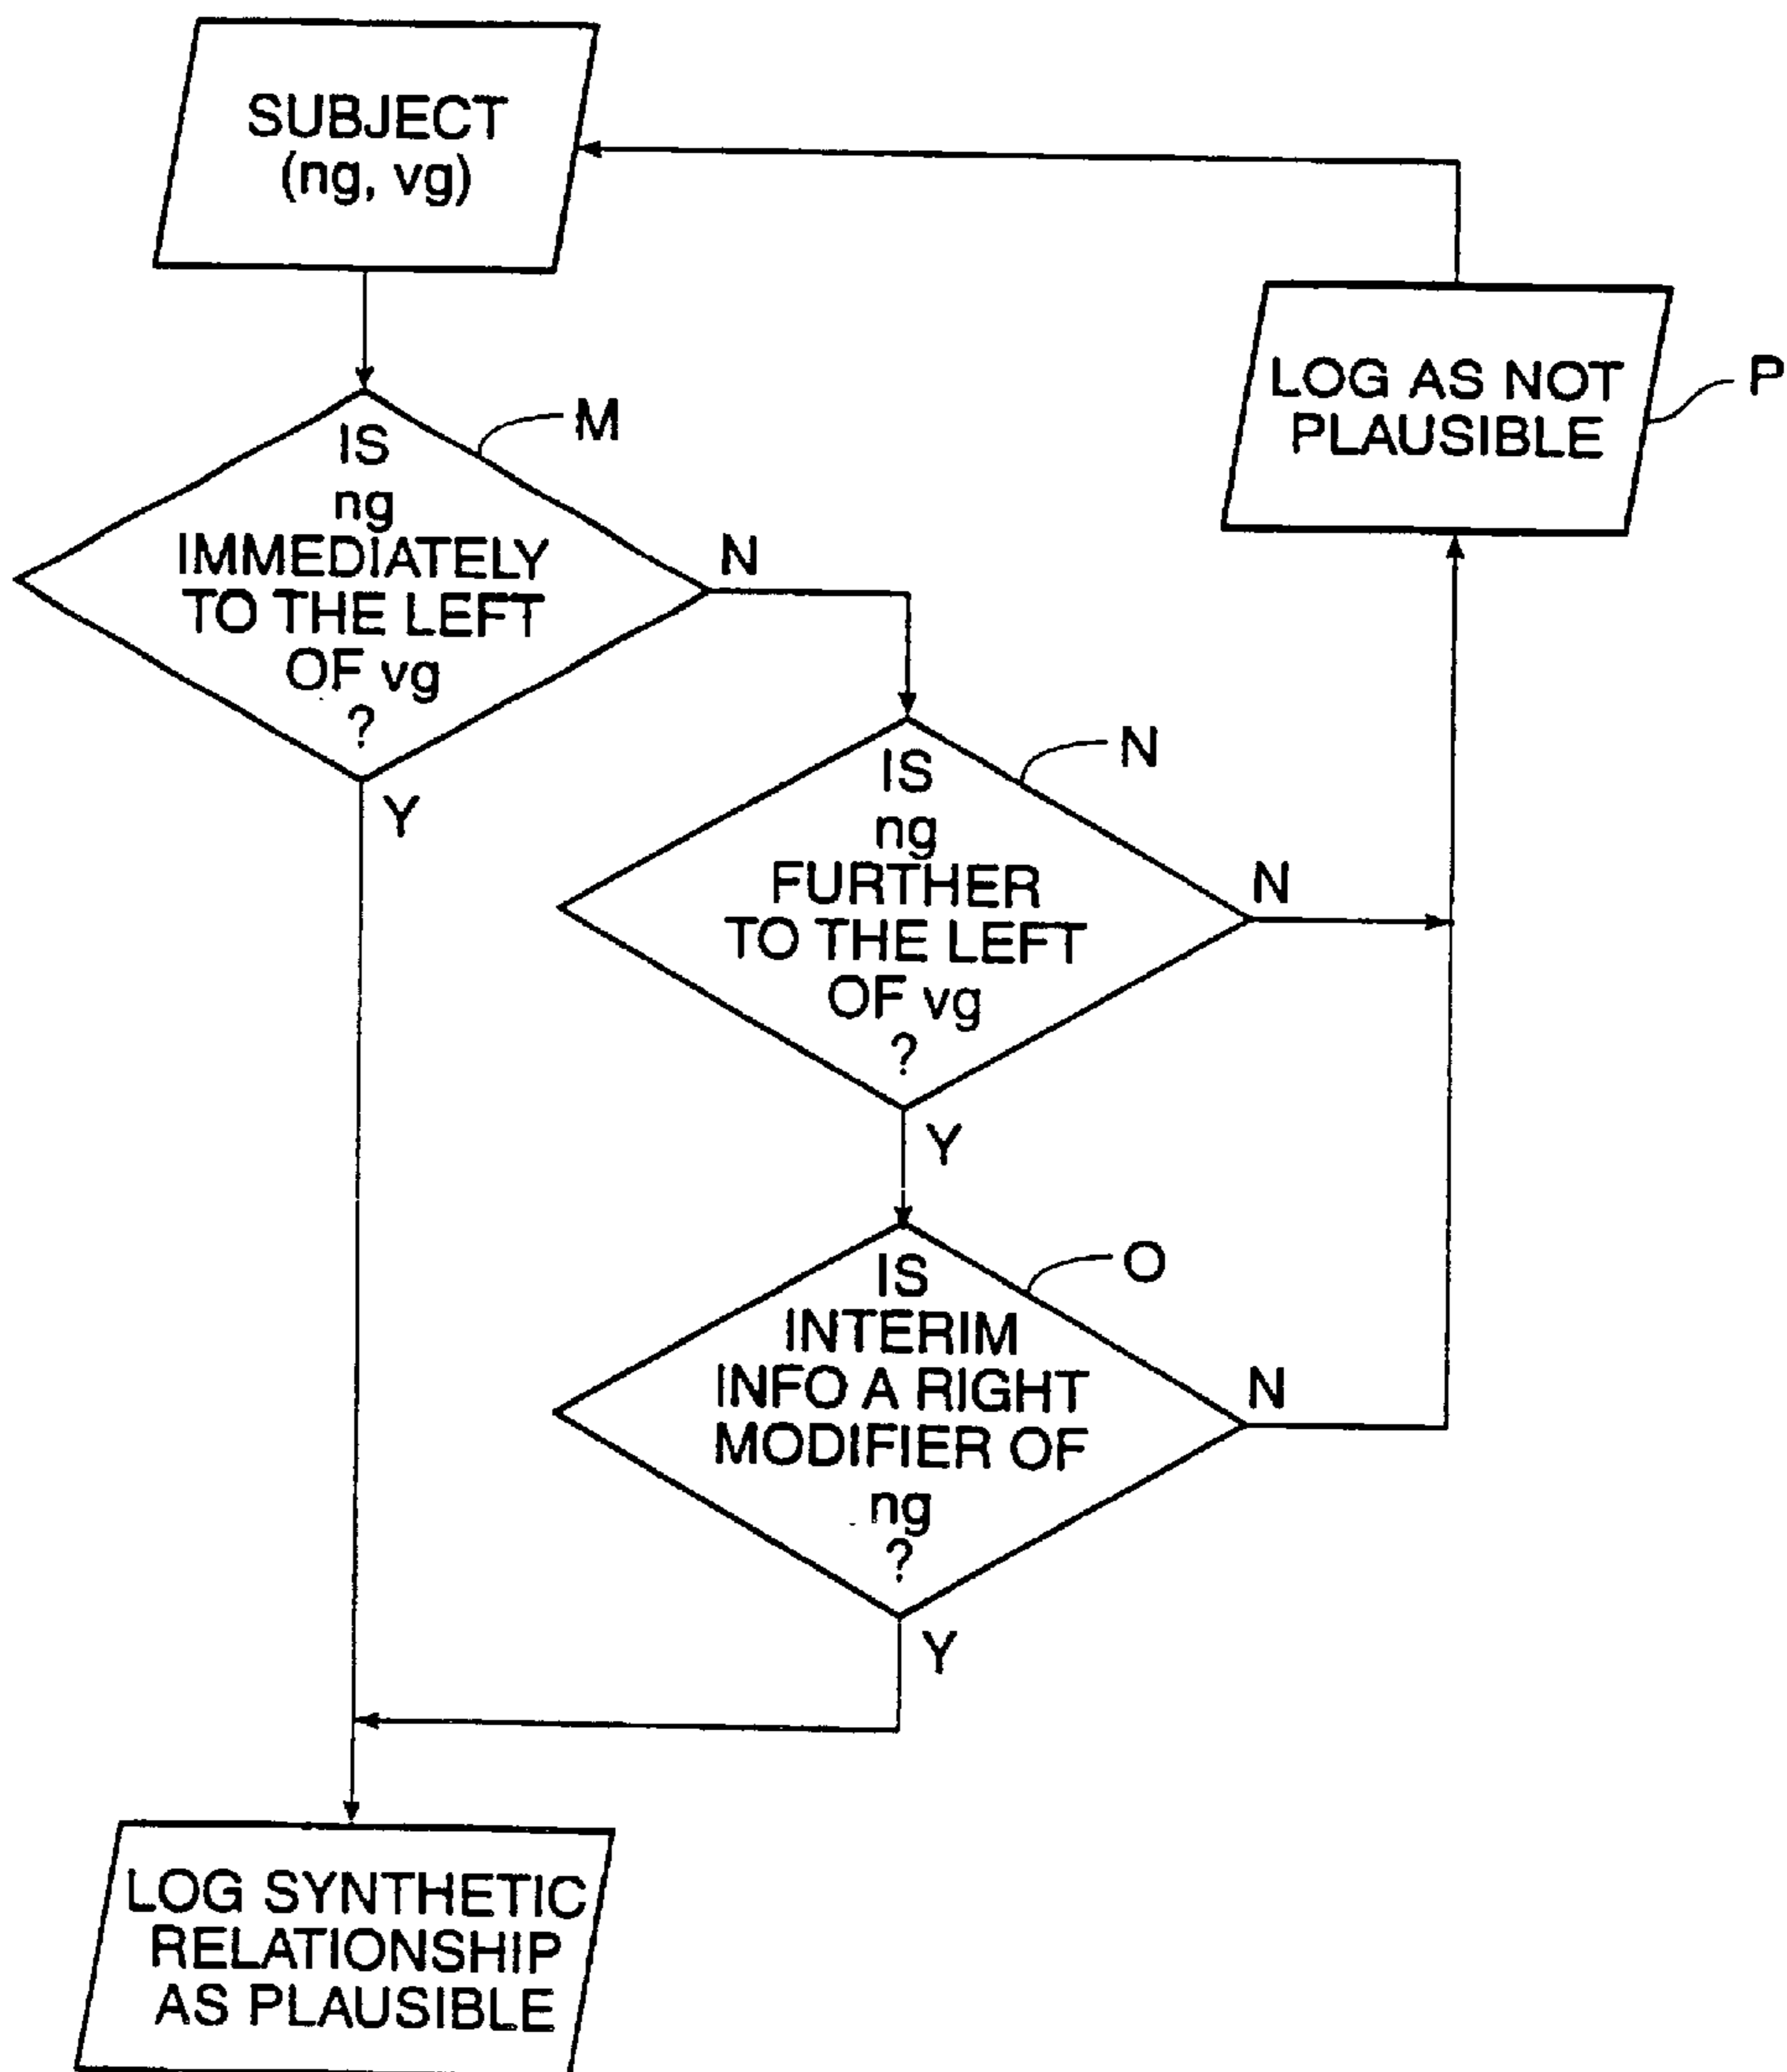 SUBJECT
(ng, vg)
LOG AS NOT
PLAUSIBLE
P
IS
ng
IMMEDIATELY
TO THE LEFT
OF vg
?
M
N
Y
IS
ng
FURTHER
TO THE LEFT
OF vg
?
N
N
Y
IS
INTERIM
INFO A RIGHT
MODIFIER OF
ng
?
O
N
Y
LOG SYNTHETIC
RELATIONSHIP
AS PLAUSIBLE